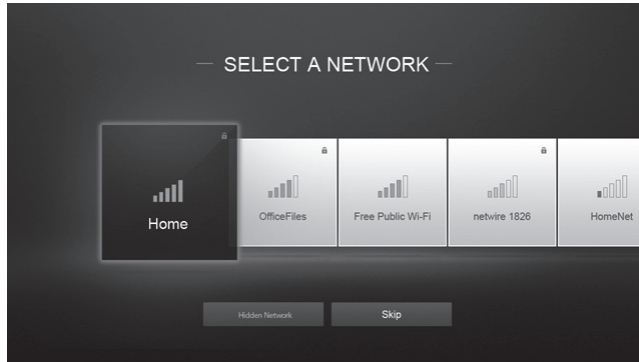 SELECT A NETWORK
Home
OfficeFiles
Free Public Wi-Fi
netwire 1826
HomeNet
Hidden Network
Skip